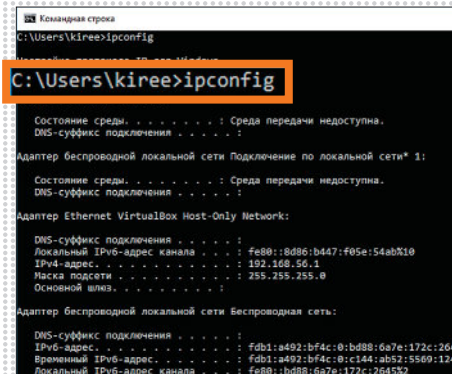 Командная строка
C:\Users\kiree>ipconfig
C:\Users\kiree>ipconfig
Состояние среды. . . . . . . . : Среда передачи недоступна.
DNS-суффикс подключения . . . . . :
Адаптер беспроводной локальной сети Подключение по локальной сети* 1:
Состояние среды. . . . . . . . : Среда передачи недоступна.
DNS-суффикс подключения . . . . . :
Адаптер Ethernet VirtualBox Host-Only Network:
DNS-суффикс подключения . . . . . :
Локальный IPv6-адрес канала . . . : fe80::8d86:b447:f05e:54ab%10
IPv4-адрес. . . . . . . . . . . . : 192.168.56.1
Маска подсети . . . . . . . . . . : 255.255.255.0
Основной шлюз. . . . . . . . . :
Адаптер беспроводной локальной сети Беспроводная сеть:
DNS-суффикс подключения . . . . . :
IPv6-адрес. . . . . . . . . . . . : fdb1:a492:bf4c:0:bd88:6a7e:172c:264
Временный IPv6-адрес. . . . . . . : fdb1:a492:bf4c:0:c144:ab52:5569:124
Локальный IPv6-адрес канала . . . : fe80::bd88:6a7e:172c:2645%2